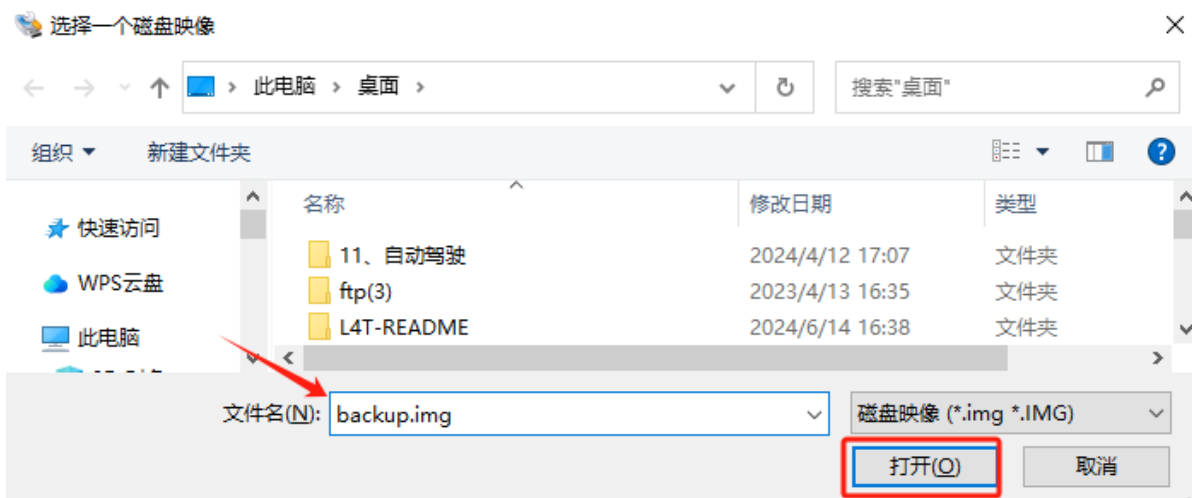 选择一个磁盘映像
此电脑 › 桌面 ›
搜索"桌面"
组织 新建文件夹
名称 修改日期 类型
快速访问
WPS云盘
此电脑
11、自动驾驶 2024/4/12 17:07 文件夹
ftp(3) 2023/4/13 16:35 文件夹
L4T-README 2024/6/14 16:38 文件夹
文件名(N): backup.img 磁盘映像 (*.img *.IMG)
打开(O) 取消